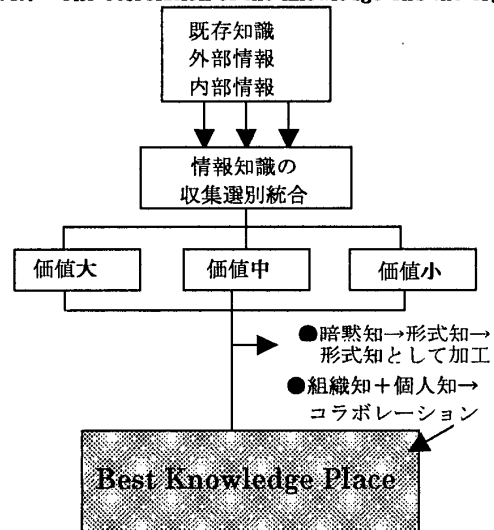 既存知識
外部情報
内部情報
情報知識の
収集選別統合
価値大
価値中
価値小
●暗黙知→形式知→
形式知として加工
●組織知＋個人知→
コラボレーション
Best Knowledge Place